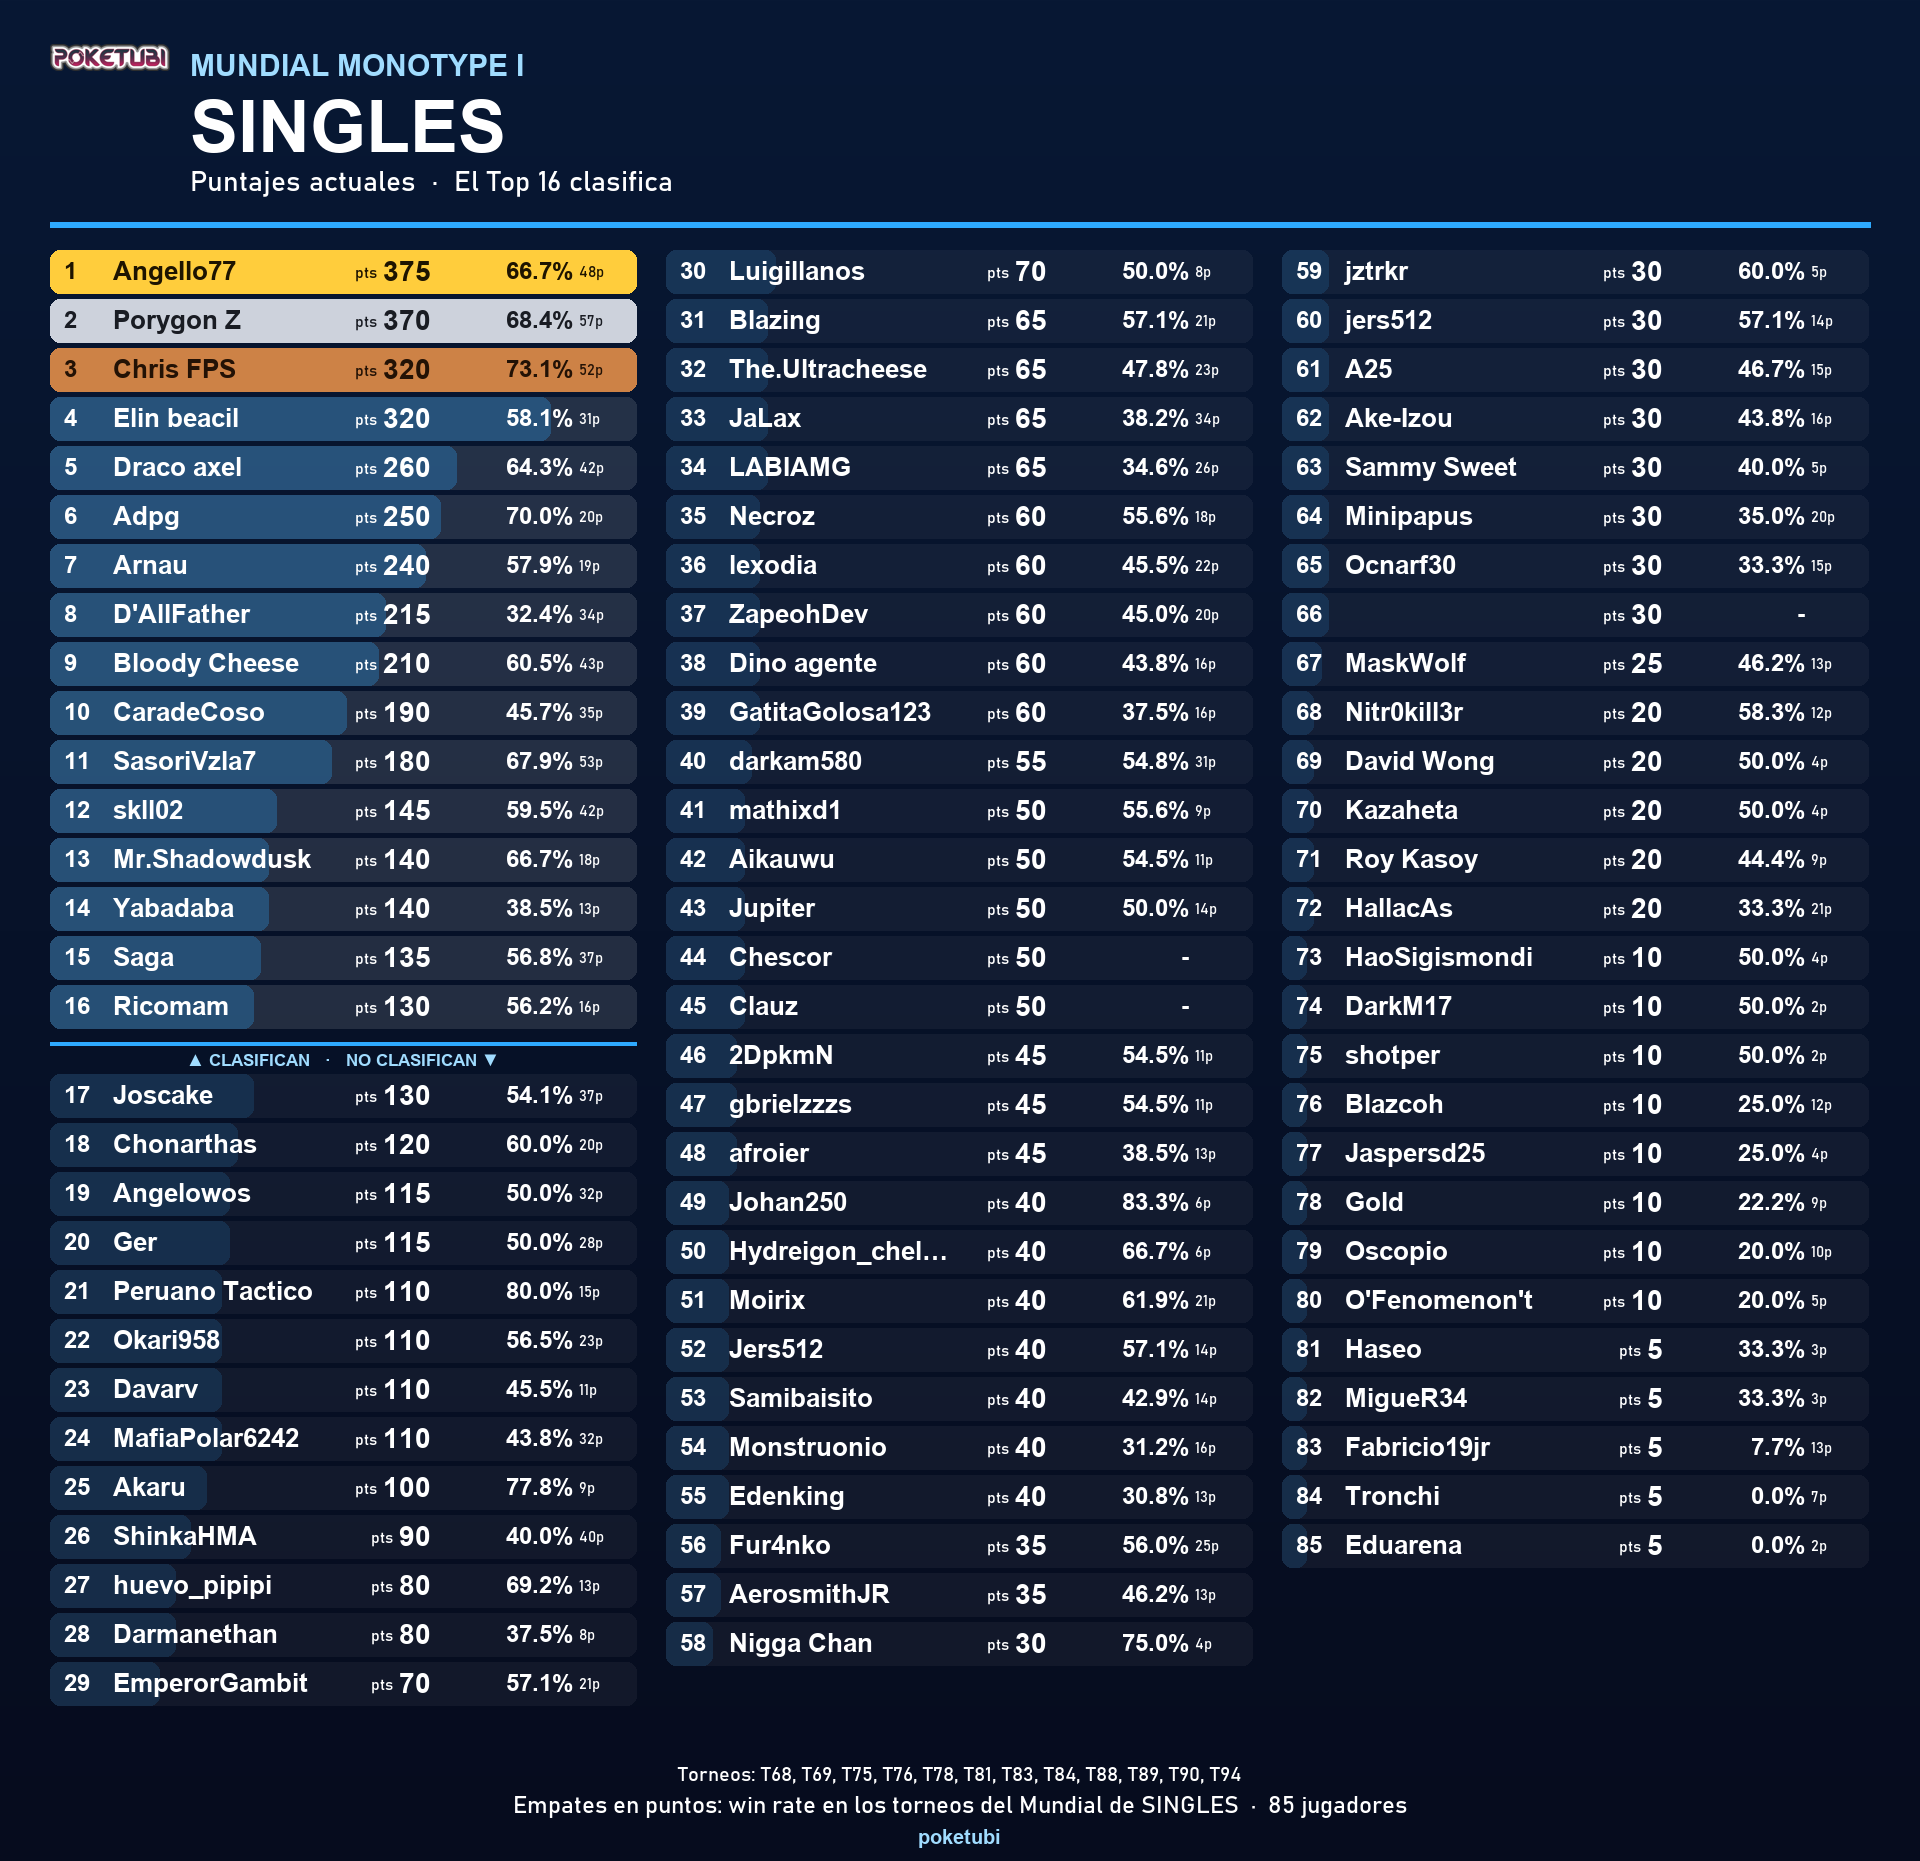 POKETUBI
MUNDIAL MONOTYPE I
SINGLES
Puntajes actuales · El Top 16 clasifica
1 Angello77 pts 375 66.7% 48p
2 Porygon Z pts 370 68.4% 57p
3 Chris FPS pts 320 73.1% 52p
4 Elin beacil pts 320 58.1% 31p
5 Draco axel pts 260 64.3% 42p
6 Adpg pts 250 70.0% 20p
7 Arnau pts 240 57.9% 19p
8 D'AllFather pts 215 32.4% 34p
9 Bloody Cheese pts 210 60.5% 43p
10 CaradeCoso pts 190 45.7% 35p
11 SasoriVzla7 pts 180 67.9% 53p
12 skll02 pts 145 59.5% 42p
13 Mr.Shadowdusk pts 140 66.7% 18p
14 Yabadaba pts 140 38.5% 13p
15 Saga pts 135 56.8% 37p
16 Ricomam pts 130 56.2% 16p
▲ CLASIFICAN · NO CLASIFICAN ▼
17 Joscake pts 130 54.1% 37p
18 Chonarthas pts 120 60.0% 20p
19 Angelowos pts 115 50.0% 32p
20 Ger pts 115 50.0% 28p
21 Peruano Tactico pts 110 80.0% 15p
22 Okari958 pts 110 56.5% 23p
23 Davarv pts 110 45.5% 11p
24 MafiaPolar6242 pts 110 43.8% 32p
25 Akaru pts 100 77.8% 9p
26 ShinkaHMA pts 90 40.0% 40p
27 huevo_pipipi pts 80 69.2% 13p
28 Darmanethan pts 80 37.5% 8p
29 EmperorGambit pts 70 57.1% 21p
30 Luigillanos pts 70 50.0% 8p
31 Blazing pts 65 57.1% 21p
32 The.Ultracheese pts 65 47.8% 23p
33 JaLax pts 65 38.2% 34p
34 LABIAMG pts 65 34.6% 26p
35 Necroz pts 60 55.6% 18p
36 lexodia pts 60 45.5% 22p
37 ZapeohDev pts 60 45.0% 20p
38 Dino agente pts 60 43.8% 16p
39 GatitaGolosa123 pts 60 37.5% 16p
40 darkam580 pts 55 54.8% 31p
41 mathixd1 pts 50 55.6% 9p
42 Aikauwu pts 50 54.5% 11p
43 Jupiter pts 50 50.0% 14p
44 Chescor pts 50 -
45 Clauz pts 50 -
46 2DpkmN pts 45 54.5% 11p
47 gbrielzzzs pts 45 54.5% 11p
48 afroier pts 45 38.5% 13p
49 Johan250 pts 40 83.3% 6p
50 Hydreigon_chel... pts 40 66.7% 6p
51 Moirix pts 40 61.9% 21p
52 Jers512 pts 40 57.1% 14p
53 Samibaisito pts 40 42.9% 14p
54 Monstruonio pts 40 31.2% 16p
55 Edenking pts 40 30.8% 13p
56 Fur4nko pts 35 56.0% 25p
57 AerosmithJR pts 35 46.2% 13p
58 Nigga Chan pts 30 75.0% 4p
59 jztrkr pts 30 60.0% 5p
60 jers512 pts 30 57.1% 14p
61 A25 pts 30 46.7% 15p
62 Ake-Izou pts 30 43.8% 16p
63 Sammy Sweet pts 30 40.0% 5p
64 Minipapus pts 30 35.0% 20p
65 Ocnarf30 pts 30 33.3% 15p
66 pts 30 -
67 MaskWolf pts 25 46.2% 13p
68 Nitr0kill3r pts 20 58.3% 12p
69 David Wong pts 20 50.0% 4p
70 Kazaheta pts 20 50.0% 4p
71 Roy Kasoy pts 20 44.4% 9p
72 HallacAs pts 20 33.3% 21p
73 HaoSigismondi pts 10 50.0% 4p
74 DarkM17 pts 10 50.0% 2p
75 shotper pts 10 50.0% 2p
76 Blazcoh pts 10 25.0% 12p
77 Jaspersd25 pts 10 25.0% 4p
78 Gold pts 10 22.2% 9p
79 Oscopio pts 10 20.0% 10p
80 O'Fenomenon't pts 10 20.0% 5p
81 Haseo pts 5 33.3% 3p
82 MigueR34 pts 5 33.3% 3p
83 Fabricio19jr pts 5 7.7% 13p
84 Tronchi pts 5 0.0% 7p
85 Eduarena pts 5 0.0% 2p
Torneos: T68, T69, T75, T76, T78, T81, T83, T84, T88, T89, T90, T94
Empates en puntos: win rate en los torneos del Mundial de SINGLES · 85 jugadores
poketubi